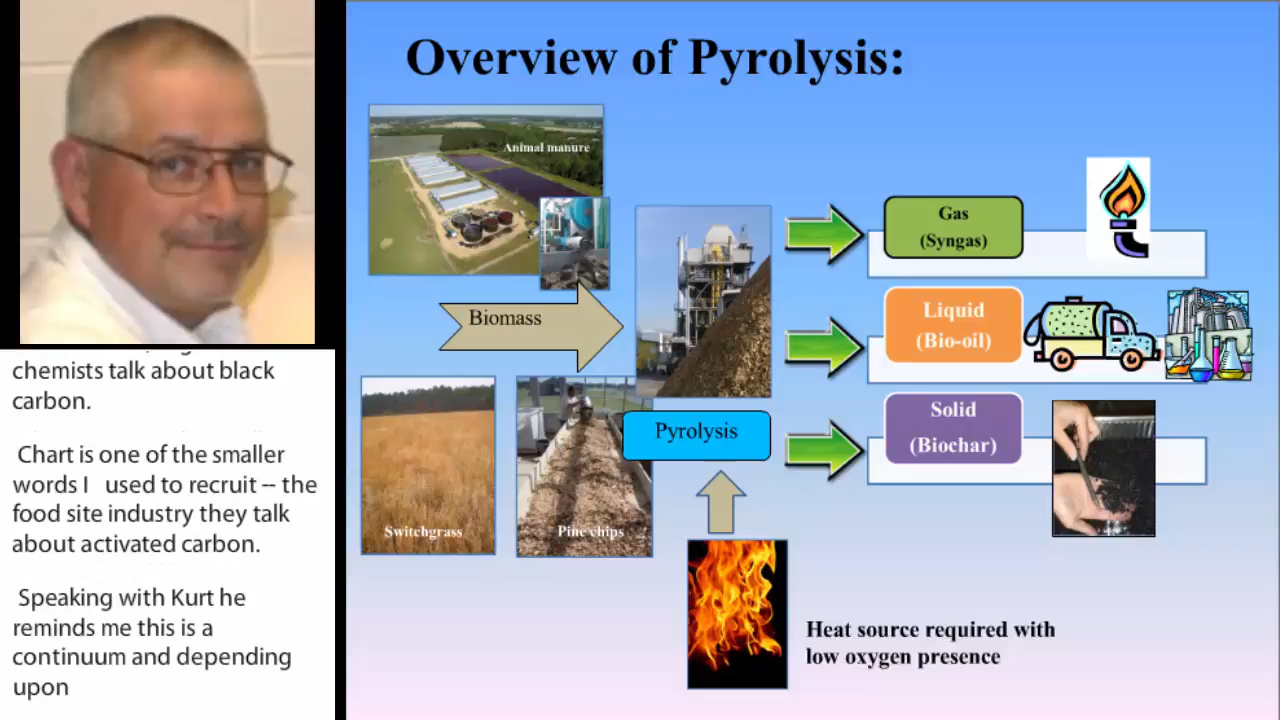 Overview of Pyrolysis:
Animal manure
Biomass
Switchgrass
Pine chips
Pyrolysis
Gas
(Syngas)
Liquid
(Bio-oil)
Solid
(Biochar)
Heat source required with
low oxygen presence
chemists talk about black
carbon.
Chart is one of the smaller
words I used to recruit -- the
food site industry they talk
about activated carbon.
Speaking with Kurt he
reminds me this is a
continuum and depending
upon